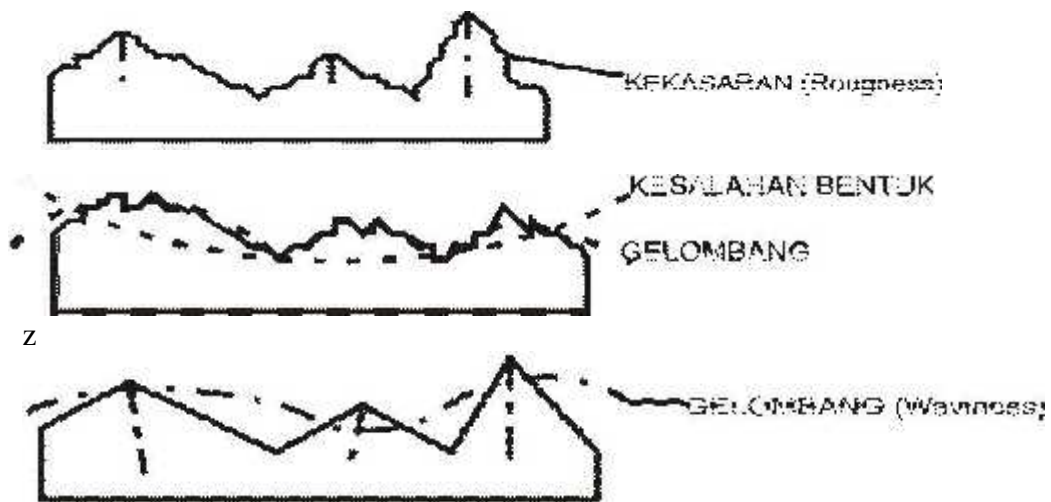 KEKASARAN (Rougness)
KESALAHAN BENTUK
GELOMBANG
z
GELOMBANG (Waviness)